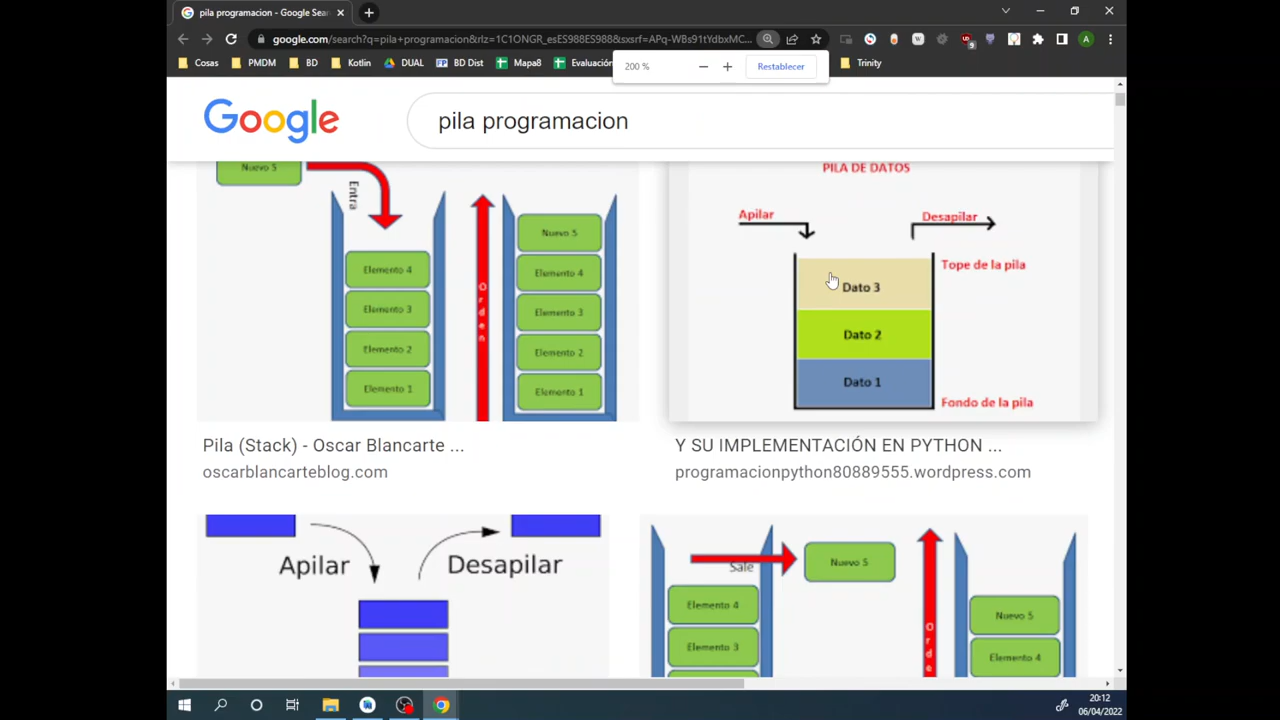 pila programacion - Google Sear
google.com/search?q=pila+programacion&rlz=1C1ONGR_esES988ES988&sxsrf=APq-WBs91tYdbxMC...
Cosas
PMDM
BD
Kotlin
DUAL
BD Dist
Mapa8
Evaluación
Trinity
200 %
Restablecer
Google
pila programacion
Nuevo 5
Entra
Elemento 4
Elemento 3
Elemento 2
Elemento 1
Orden
Nuevo 5
Elemento 4
Elemento 3
Elemento 2
Elemento 1
PILA DE DATOS
Apilar
Desapilar
Tope de la pila
Dato 3
Dato 2
Dato 1
Fondo de la pila
Pila (Stack) - Oscar Blancarte ...
oscarblancarteblog.com
Y SU IMPLEMENTACIÓN EN PYTHON ...
programacionpython80889555.wordpress.com
Apilar
Desapilar
Sale
Nuevo 5
Elemento 4
Elemento 3
Orde
Nuevo 5
Elemento 4
20:12
06/04/2022